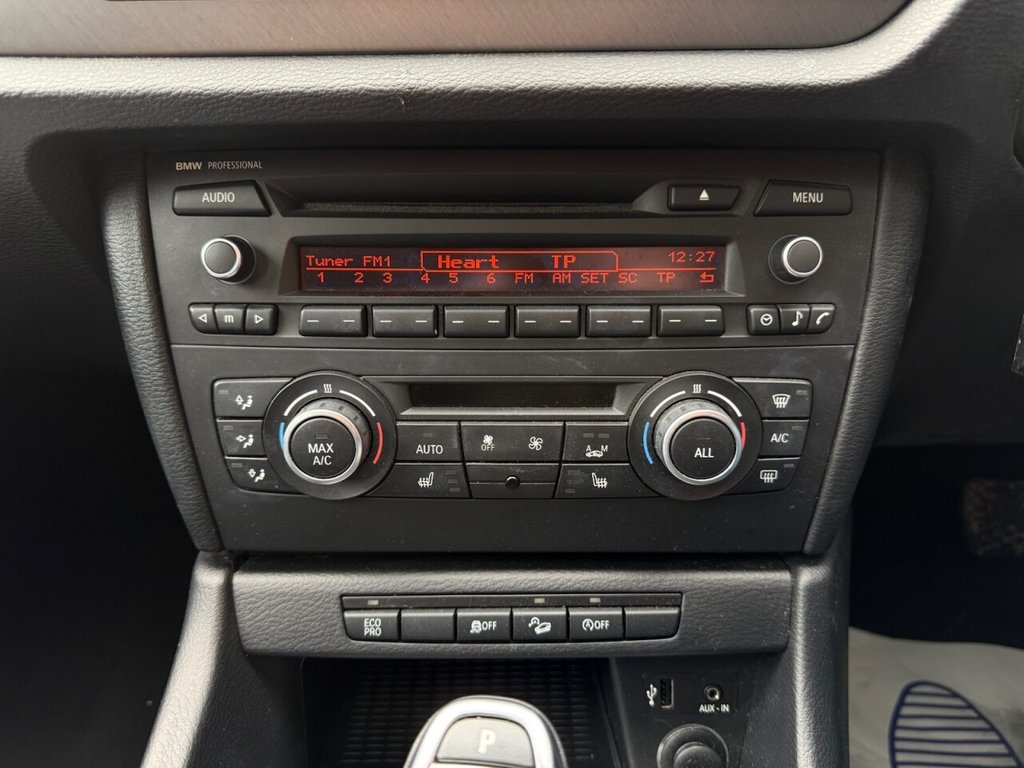 BMW PROFESSIONAL
AUDIO
MENU
Tuner FM1 Heart TP 12:27
1 2 3 4 5 6 FM AM SET SC TP
m
MAX A/C
AUTO
OFF
A M
ALL
A/C
ECO PRO
OFF
OFF
P
AUX-IN